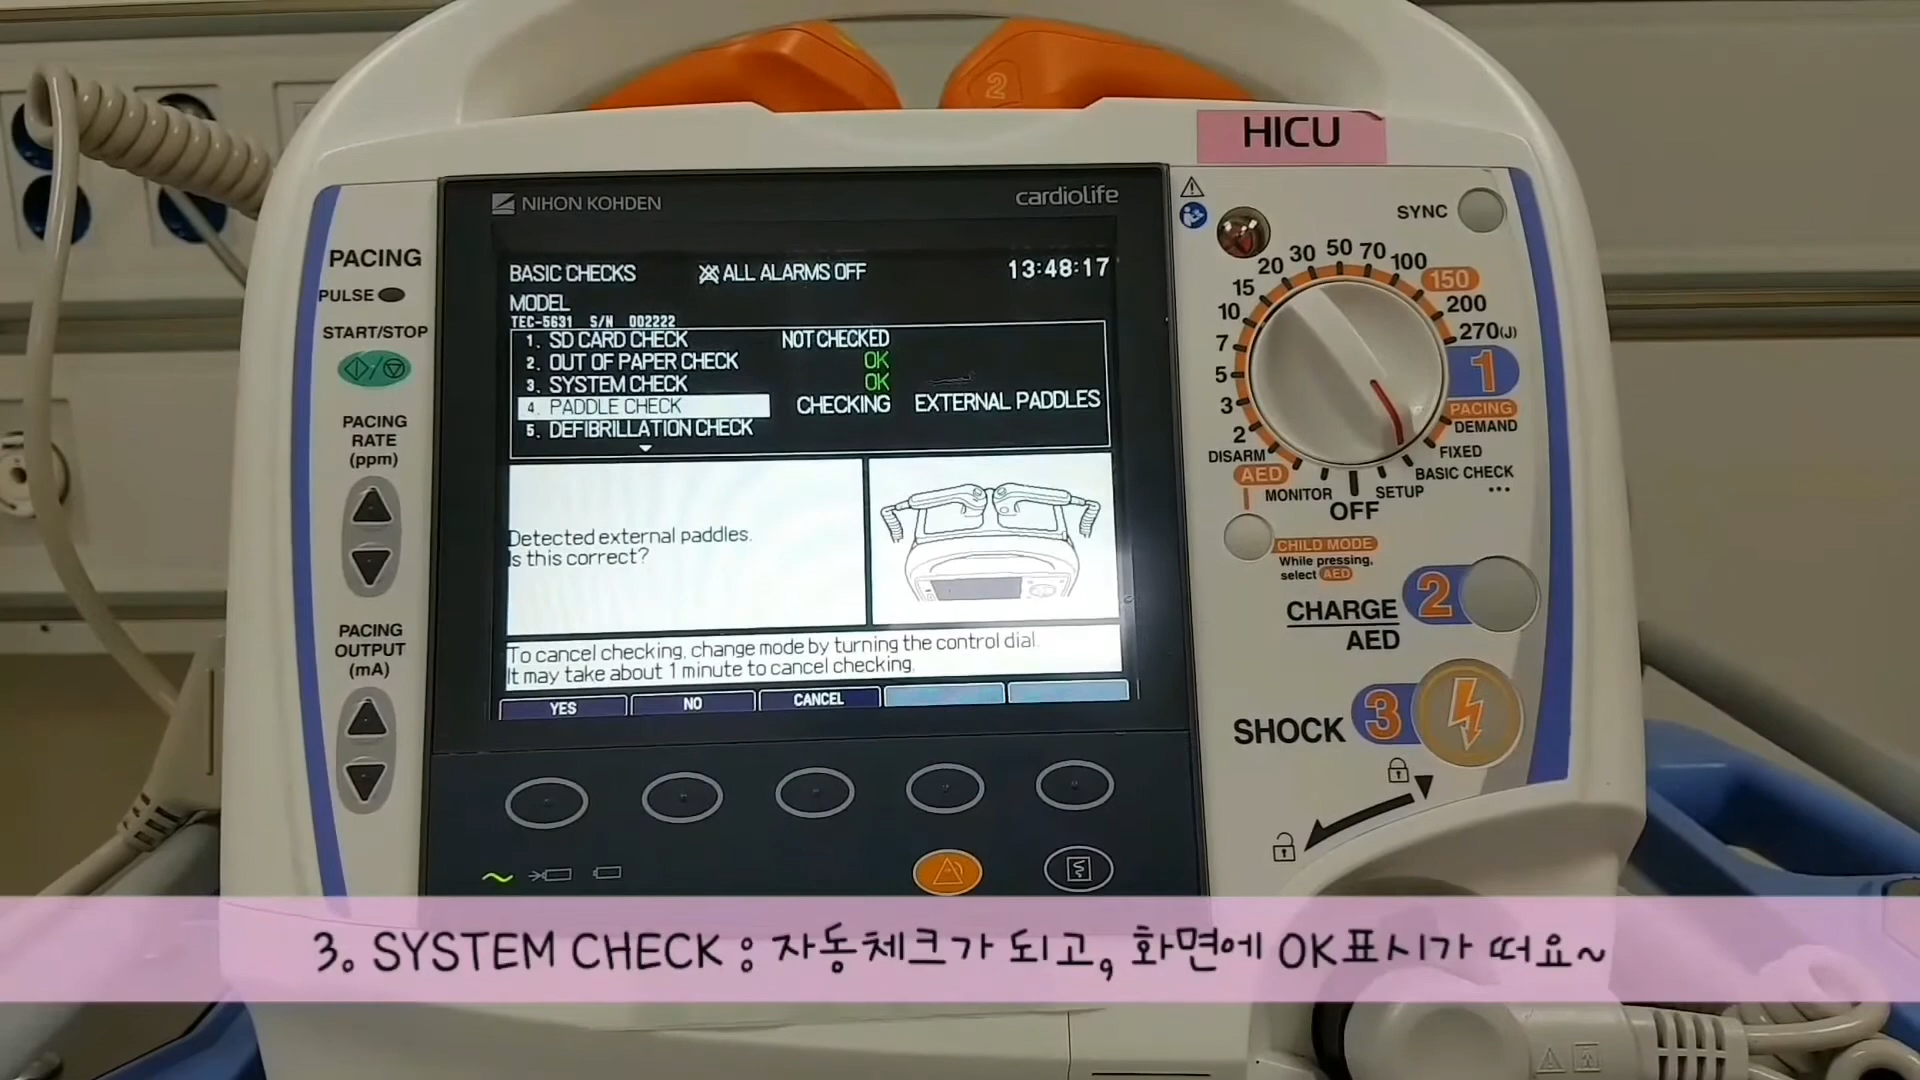 2
HICU
NIHON KOHDEN
cardiolife
PACING
PULSE
START/STOP
PACING
RATE
(ppm)
PACING
OUTPUT
(mA)
BASIC CHECKS ALL ALARMS OFF 13:48:17
MODEL
TEC-5631 S/N 002222
1. SD CARD CHECK NOT CHECKED
2. OUT OF PAPER CHECK OK
3. SYSTEM CHECK OK
4. PADDLE CHECK CHECKING EXTERNAL PADDLES
5. DEFIBRILLATION CHECK
Detected external paddles.
Is this correct?
To cancel checking, change mode by turning the control dial.
It may take about 1 minute to cancel checking.
YES NO CANCEL
SYNC
DISARM 2 3 5 7 10 15 20 30 50 70 100 150 200 270(J)
1
PACING
DEMAND
FIXED
BASIC CHECK
...
SETUP
OFF
MONITOR
AED
CHILD MODE
While pressing,
select AED
CHARGE 2
AED
SHOCK 3
3. SYSTEM CHECK : 자동체크가 되고, 화면에 OK표시가 떠요~